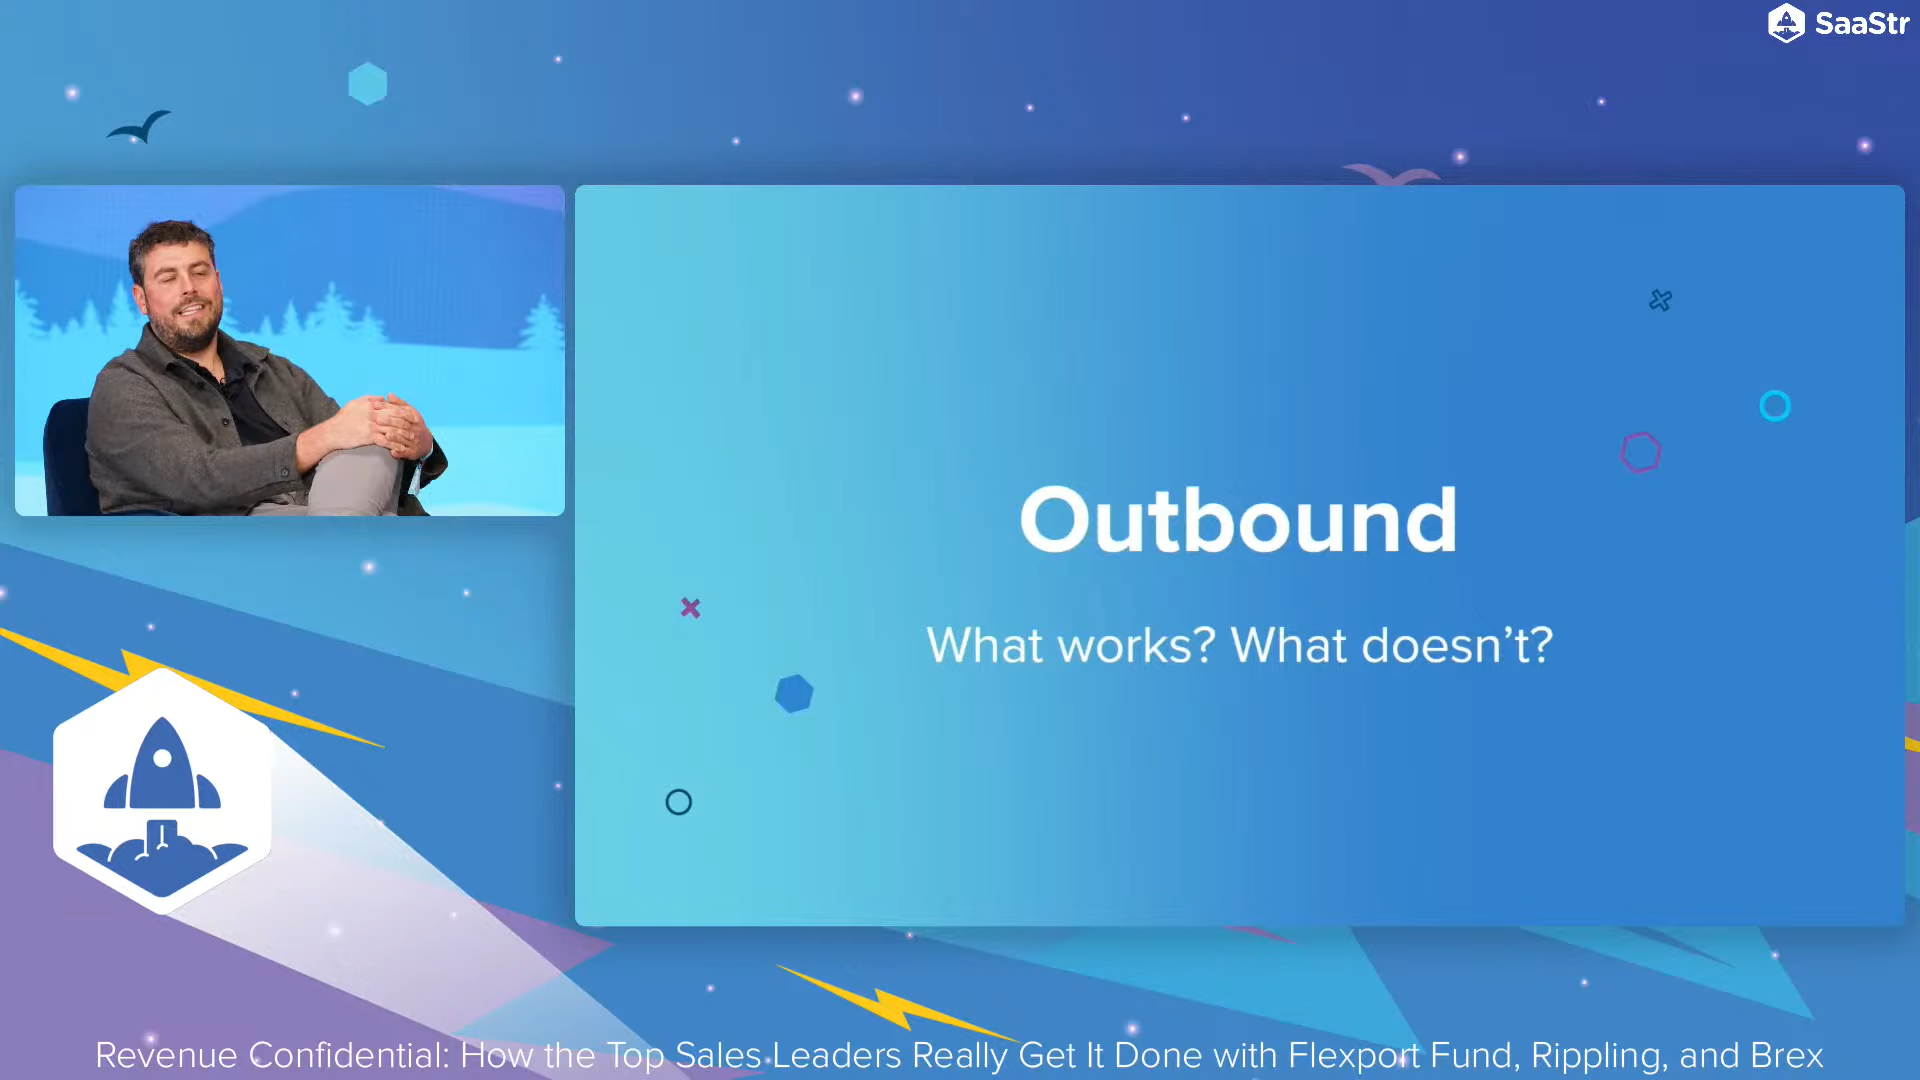 SaaStr
Outbound
What works? What doesn't?
Revenue Confidential: How the Top Sales Leaders Really Get It Done with Flexport Fund, Rippling, and Brex